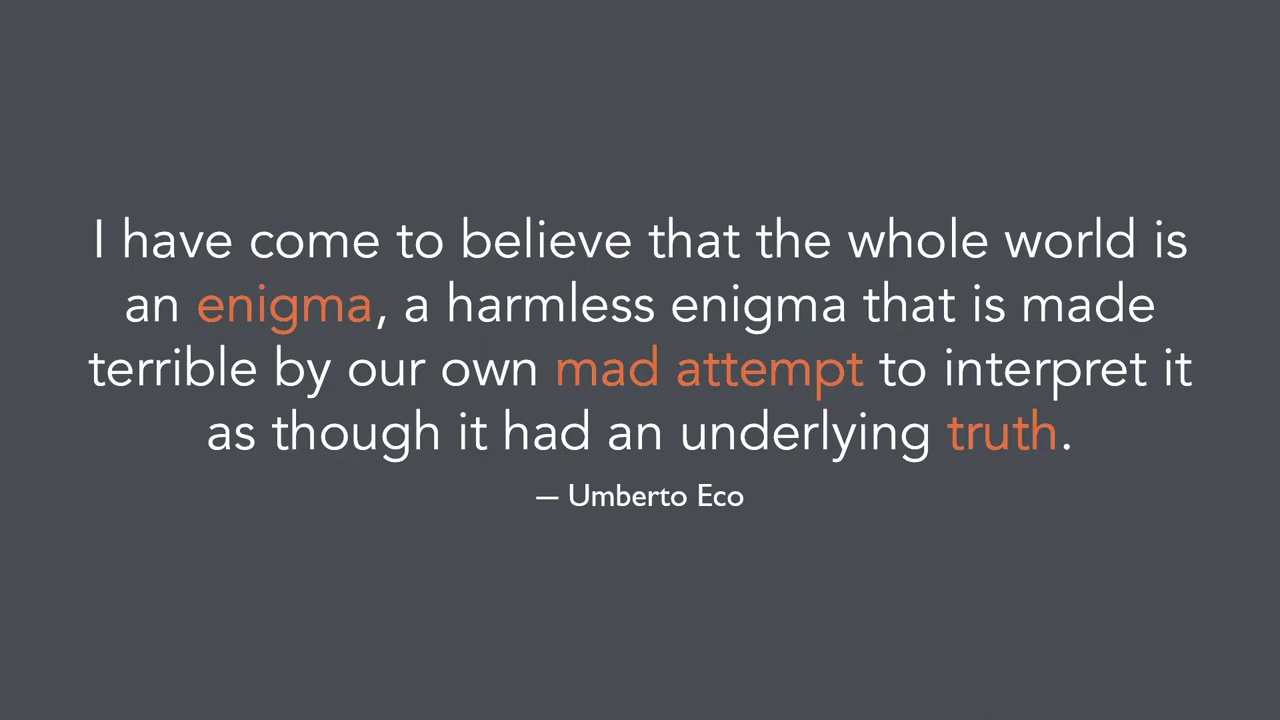 I have come to believe that the whole world is
an enigma, a harmless enigma that is made
terrible by our own mad attempt to interpret it
as though it had an underlying truth.
— Umberto Eco